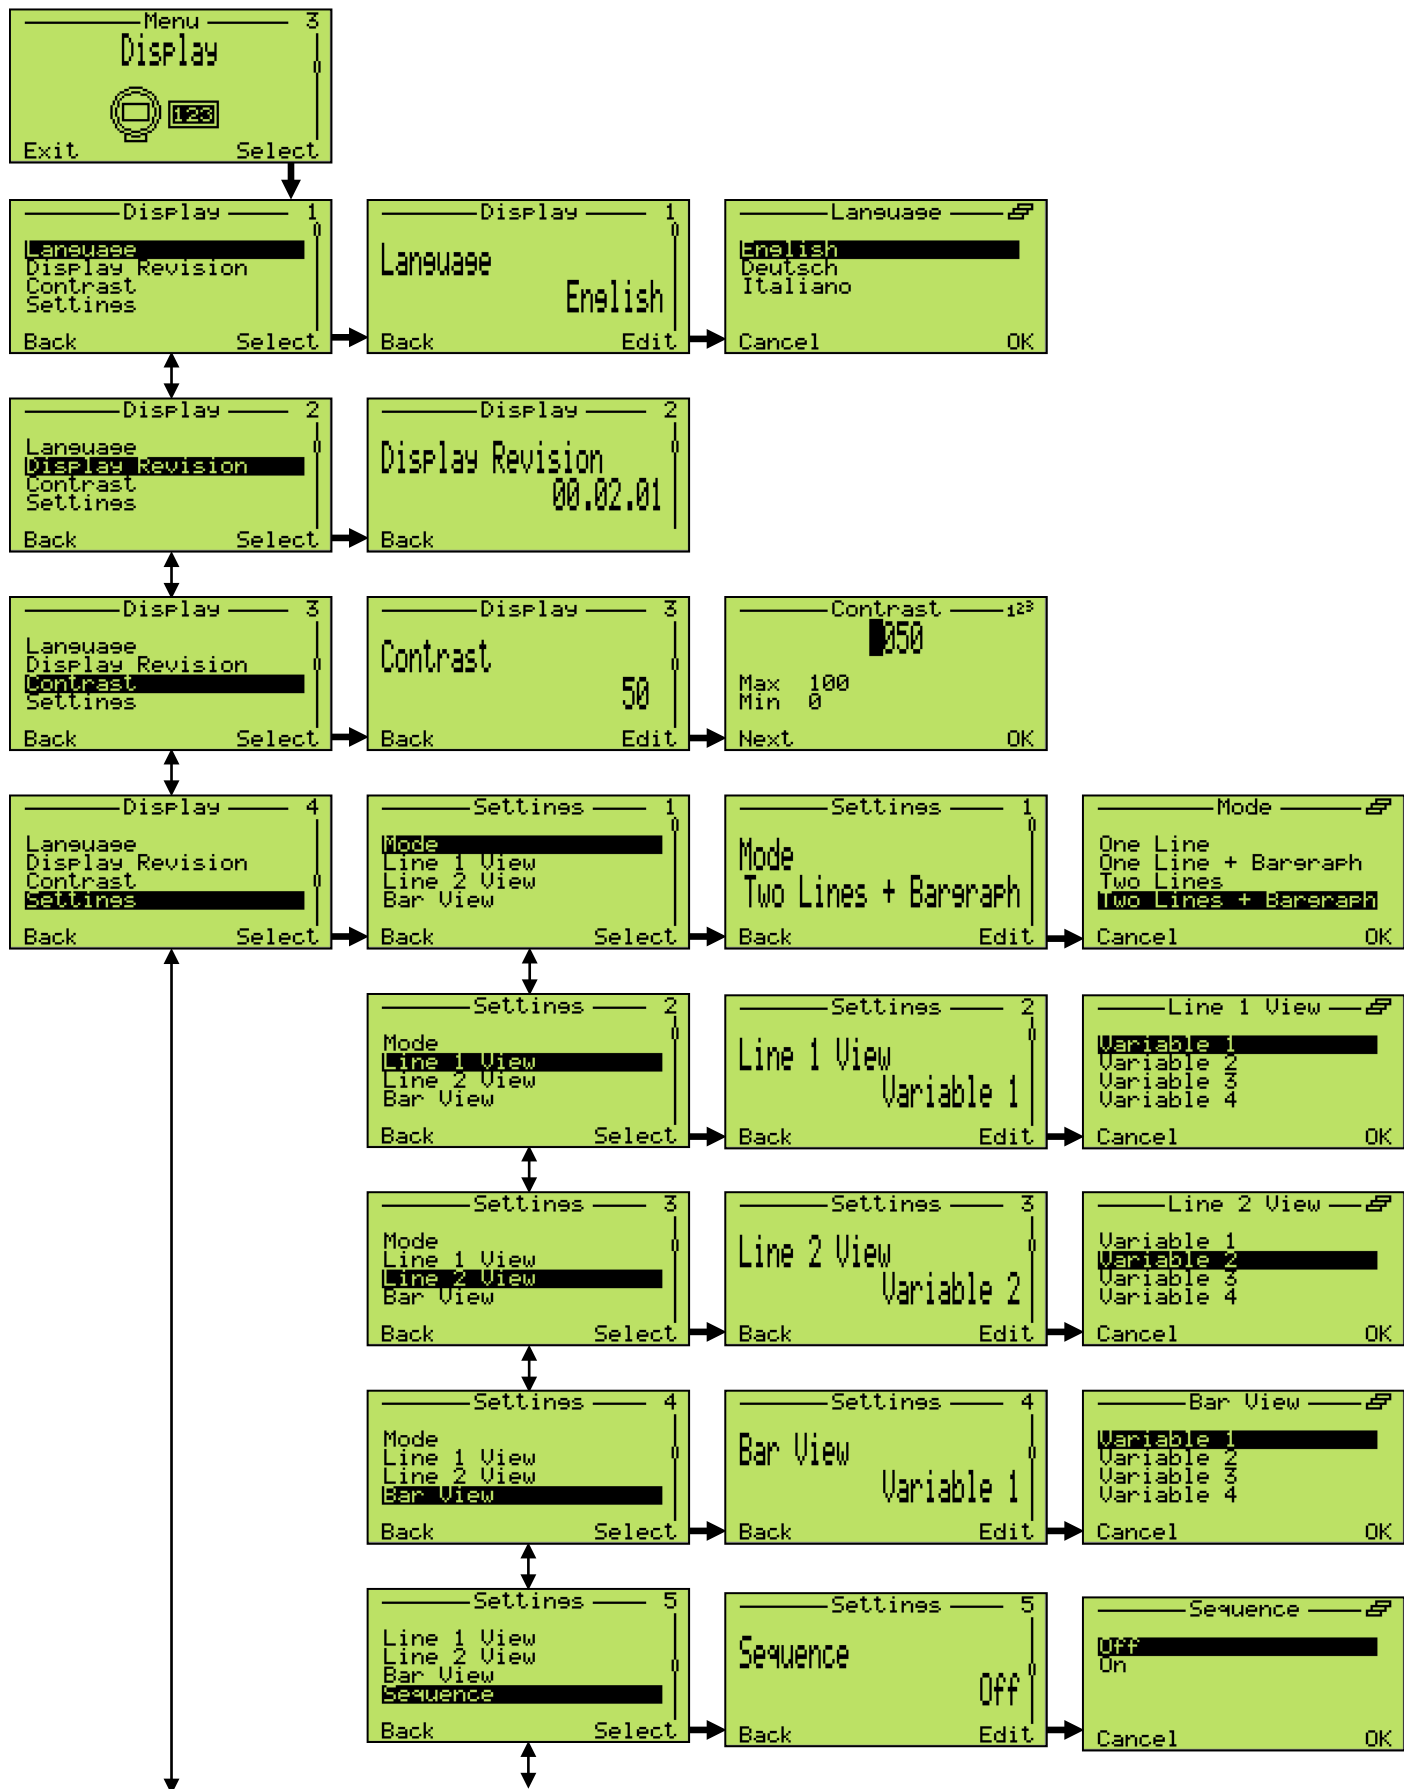 Menu 3
Display
123
Exit Select
Display 1
Language
Display Revision
Contrast
Settings
Back Select
Display 1
Language
English
Back Edit
Language
English
Deutsch
Italiano
Cancel OK
Display 2
Language
Display Revision
Contrast
Settings
Back Select
Display 2
Display Revision
00.02.01
Back
Display 3
Language
Display Revision
Contrast
Settings
Back Select
Display 3
Contrast
50
Back Edit
Contrast 123
050
Max 100
Min 0
Next OK
Display 4
Language
Display Revision
Contrast
Settings
Back Select
Settings 1
Mode
Line 1 View
Line 2 View
Bar View
Back Select
Settings 1
Mode
Two Lines + Bargraph
Back Edit
Mode
One Line
One Line + Bargraph
Two Lines
Two Lines + Bargraph
Cancel OK
Settings 2
Mode
Line 1 View
Line 2 View
Bar View
Back Select
Settings 2
Line 1 View
Variable 1
Back Edit
Line 1 View
Variable 1
Variable 2
Variable 3
Variable 4
Cancel OK
Settings 3
Mode
Line 1 View
Line 2 View
Bar View
Back Select
Settings 3
Line 2 View
Variable 2
Back Edit
Line 2 View
Variable 1
Variable 2
Variable 3
Variable 4
Cancel OK
Settings 4
Mode
Line 1 View
Line 2 View
Bar View
Back Select
Settings 4
Bar View
Variable 1
Back Edit
Bar View
Variable 1
Variable 2
Variable 3
Variable 4
Cancel OK
Settings 5
Line 1 View
Line 2 View
Bar View
Sequence
Back Select
Settings 5
Sequence
Off
Back Edit
Sequence
Off
On
Cancel OK